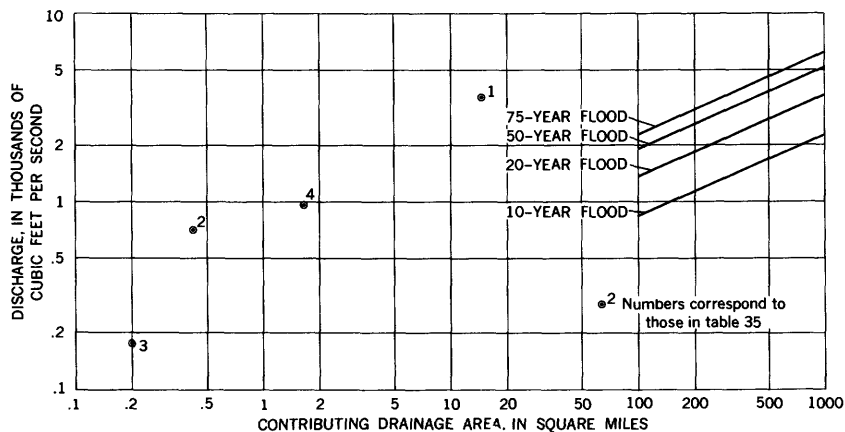 DISCHARGE, IN THOUSANDS OF
CUBIC FEET PER SECOND
10
5
2
1
.5
.2
.1
1
2
4
3
75-YEAR FLOOD
50-YEAR FLOOD
20-YEAR FLOOD
10-YEAR FLOOD
2 Numbers correspond to
those in table 35
.1 .2 .5 1 2 5 10 20 50 100 200 500 1000
CONTRIBUTING DRAINAGE AREA, IN SQUARE MILES